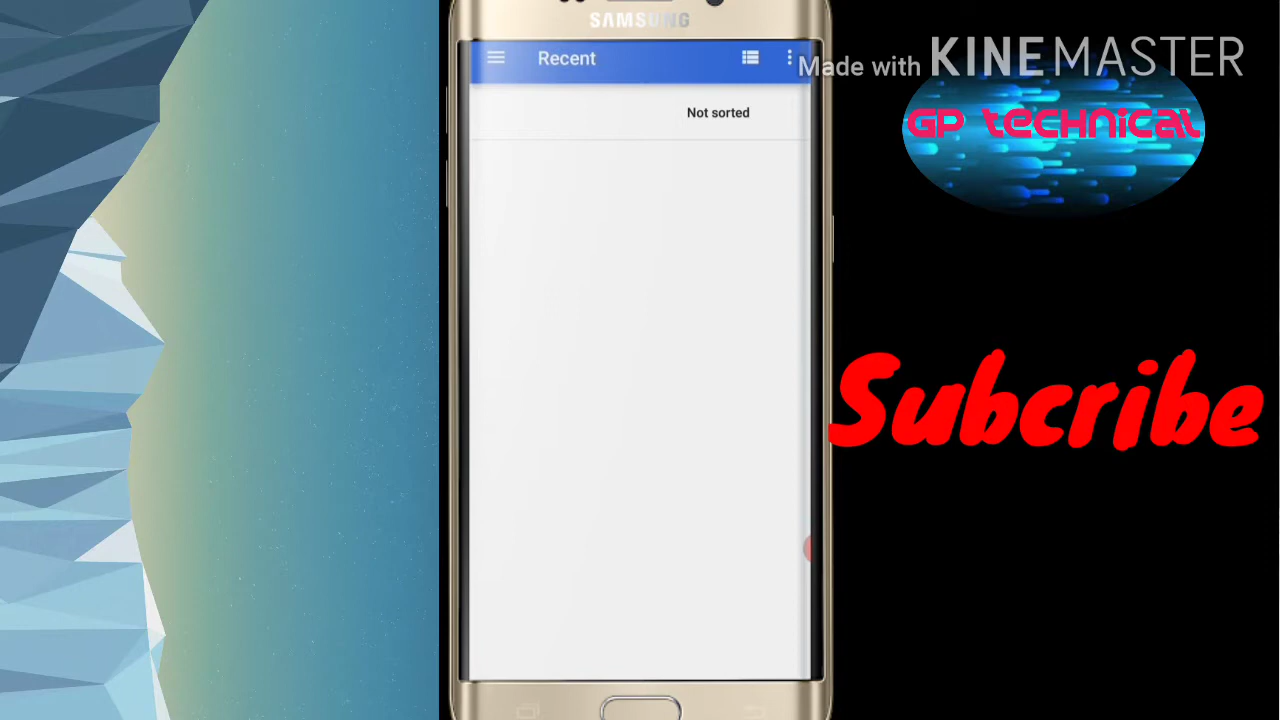 SAMSUNG
Recent
Made with KINEMASTER
Not sorted
GP TECHNICAL
Subcribe